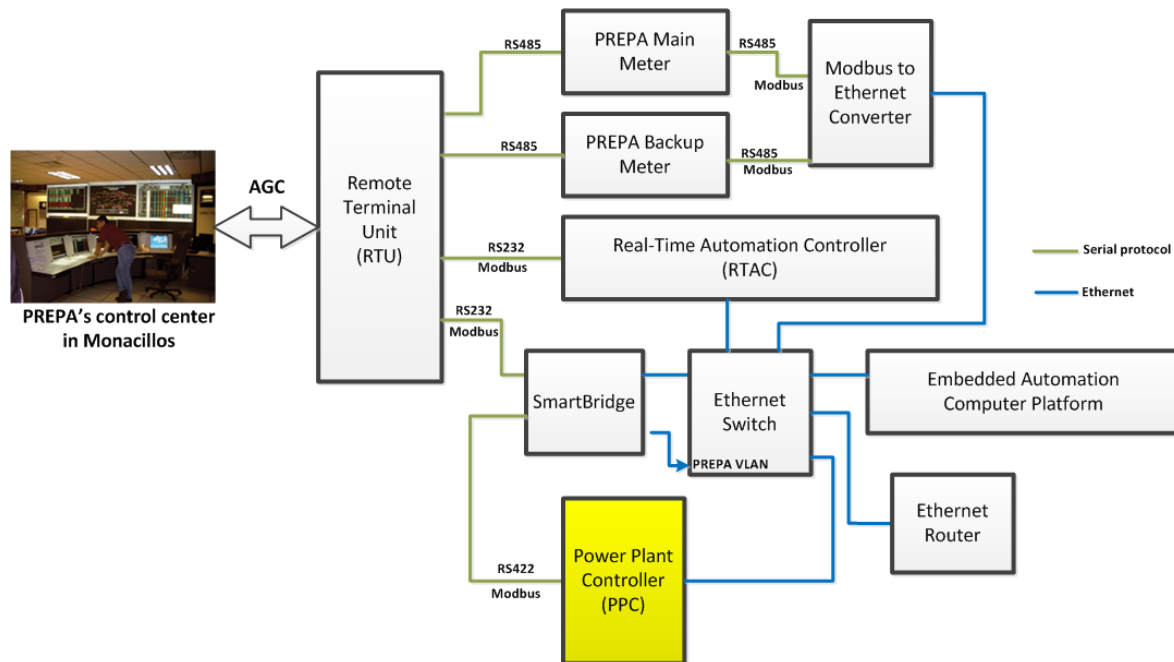 PREPA Main
Meter
RS485
RS485
Modbus
Modbus to
Ethernet
Converter
PREPA Backup
Meter
RS485
RS485
Modbus
AGC
Remote
Terminal
Unit
(RTU)
Real-Time Automation Controller
(RTAC)
RS232
Modbus
Serial protocol
Ethernet
PREPA's control center
in Monacillos
RS232
Modbus
SmartBridge
Ethernet
Switch
PREPA VLAN
Embedded Automation
Computer Platform
Ethernet
Router
Power Plant
Controller
(PPC)
RS422
Modbus